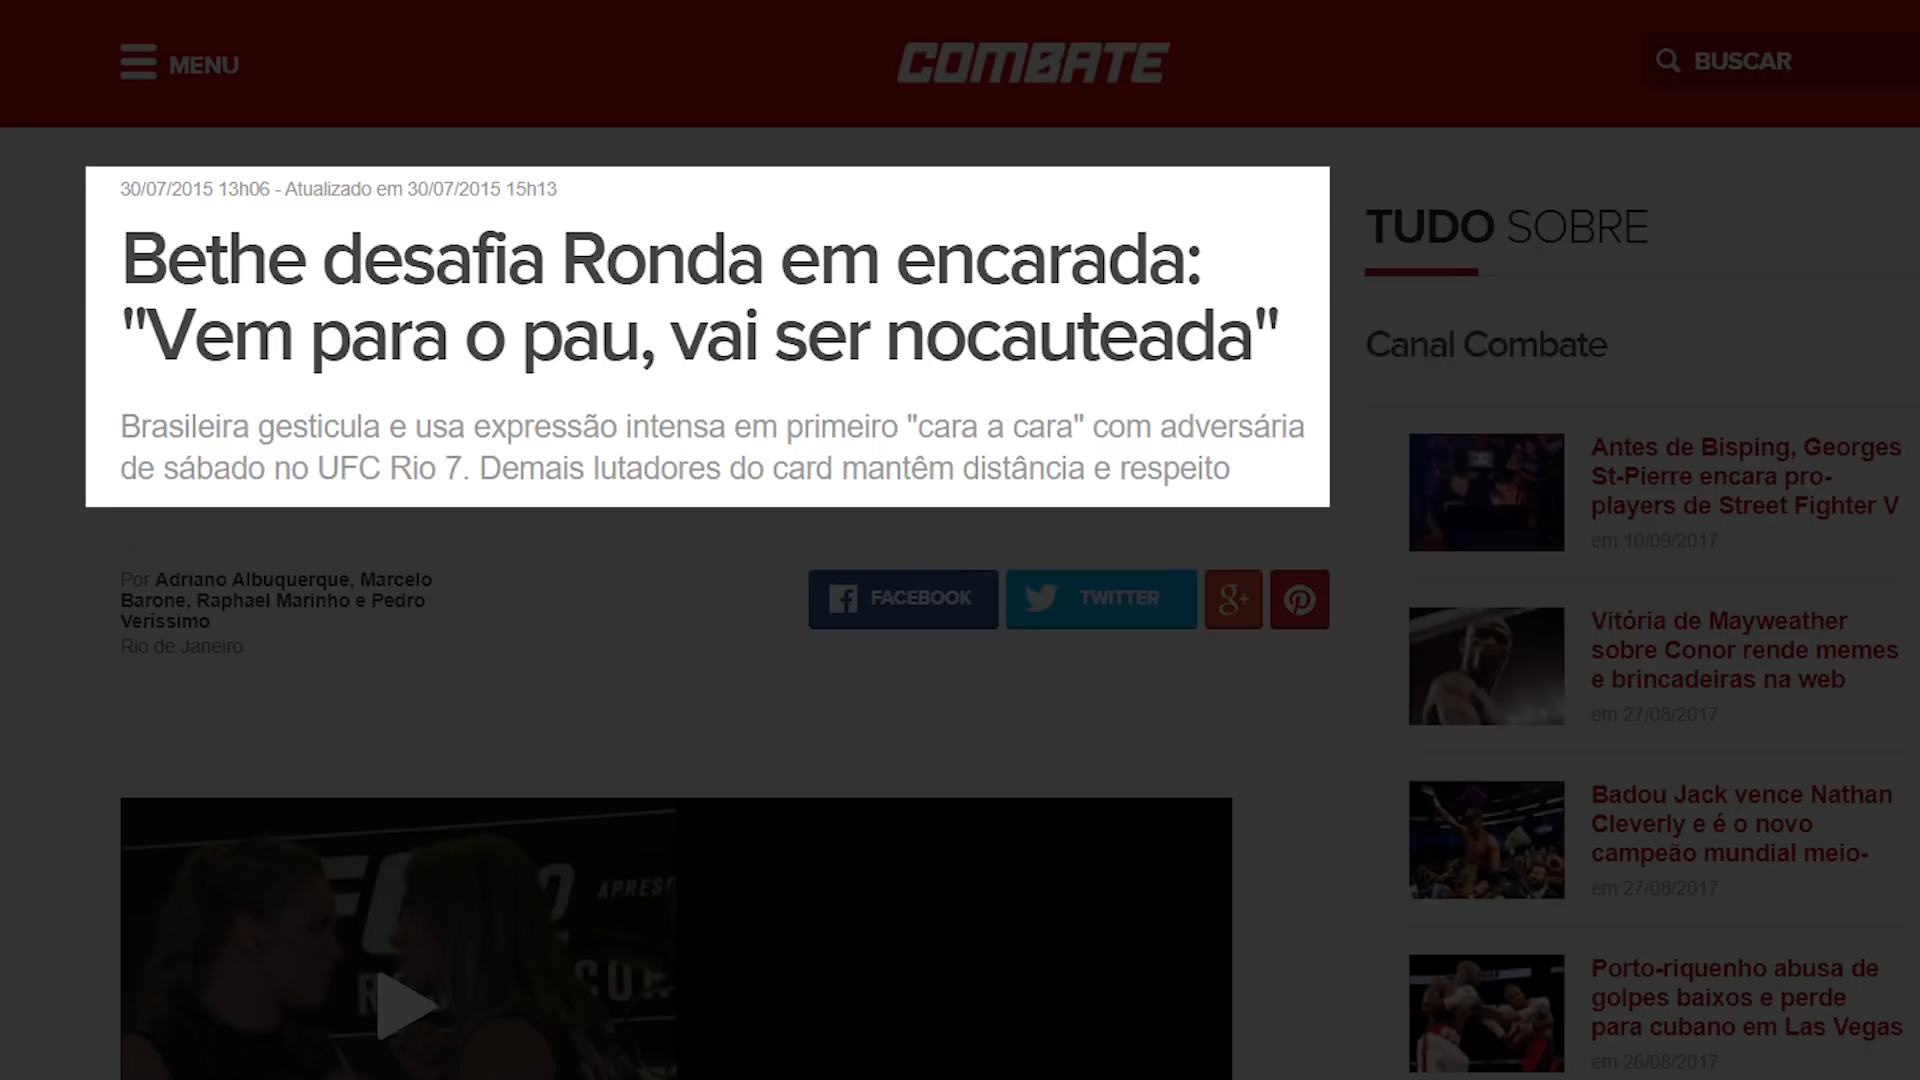 MENU
COMBATE
BUSCAR
30/07/2015 13h06 - Atualizado em 30/07/2015 15h13
Bethe desafia Ronda em encarada:
"Vem para o pau, vai ser nocauteada"
Brasileira gesticula e usa expressão intensa em primeiro "cara a cara" com adversária
de sábado no UFC Rio 7. Demais lutadores do card mantêm distância e respeito
Por Adriano Albuquerque, Marcelo
Barone, Raphael Marinho e Pedro
Veríssimo
Rio de Janeiro
FACEBOOK
TWITTER
g+
TUDO SOBRE
Canal Combate
Antes de Bisping, Georges
St-Pierre encara pro-
players de Street Fighter V
em 10/09/2017
Vitória de Mayweather
sobre Conor rende memes
e brincadeiras na web
em 27/08/2017
Badou Jack vence Nathan
Cleverly e é o novo
campeão mundial meio-
em 27/08/2017
Porto-riquenho abusa de
golpes baixos e perde
para cubano em Las Vegas
em 26/08/2017